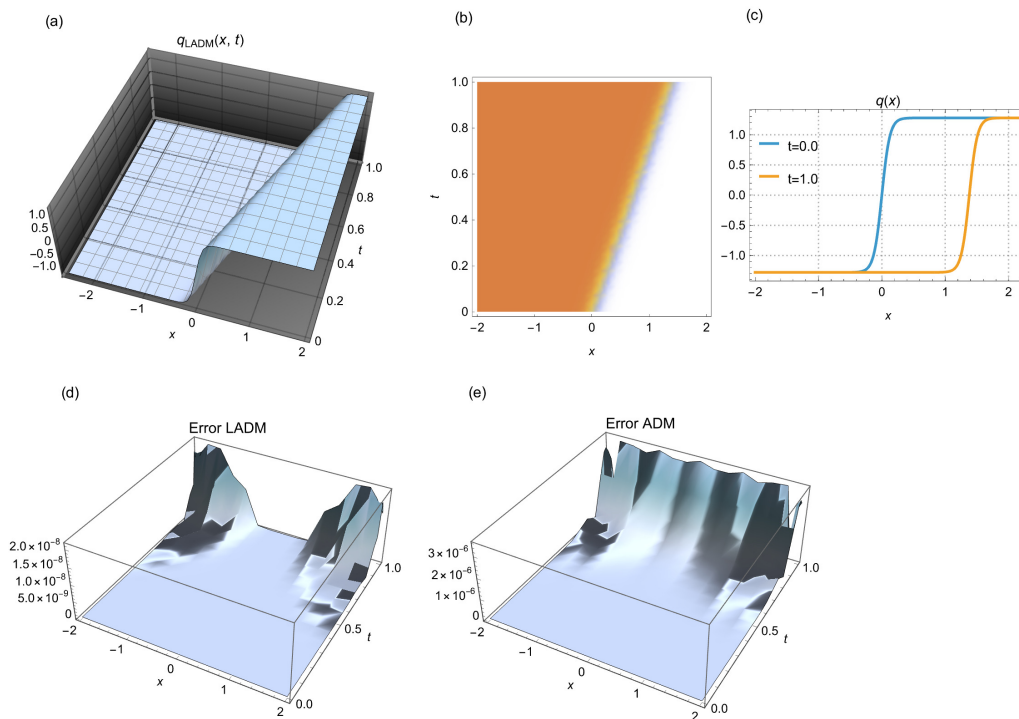 (a)
q_LADM(x, t)
1.0
0.5
0
−0.5
−1.0
−2
−1
0
1
2
x
0
0.2
0.4
0.6
0.8
1.0
t
(b)
1.0
0.8
0.6
0.4
0.2
0
t
−2 −1 0 1 2
x
(c)
q(x)
1.0
0.5
0.0
−0.5
−1.0
t=0.0
t=1.0
−2 −1 0 1 2
x
(d)
Error LADM
2.0×10⁻⁸
1.5×10⁻⁸
1.0×10⁻⁸
5.0×10⁻⁹
0
−2
−1
0
1
2
x
0.0
0.5
1.0
t
(e)
Error ADM
3×10⁻⁶
2×10⁻⁶
1×10⁻⁶
0
−2
−1
0
1
2
x
0.0
0.5
1.0
t